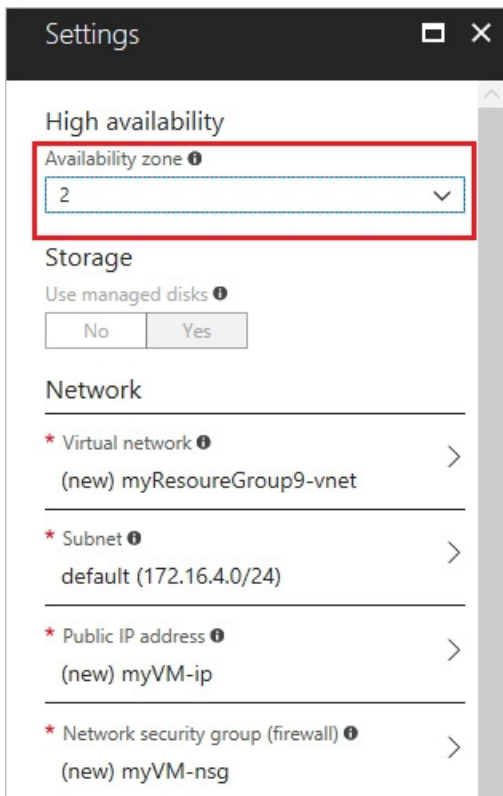 Settings
High availability
Availability zone
2
Storage
Use managed disks
No Yes
Network
* Virtual network
(new) myResoureGroup9-vnet
* Subnet
default (172.16.4.0/24)
* Public IP address
(new) myVM-ip
* Network security group (firewall)
(new) myVM-nsg